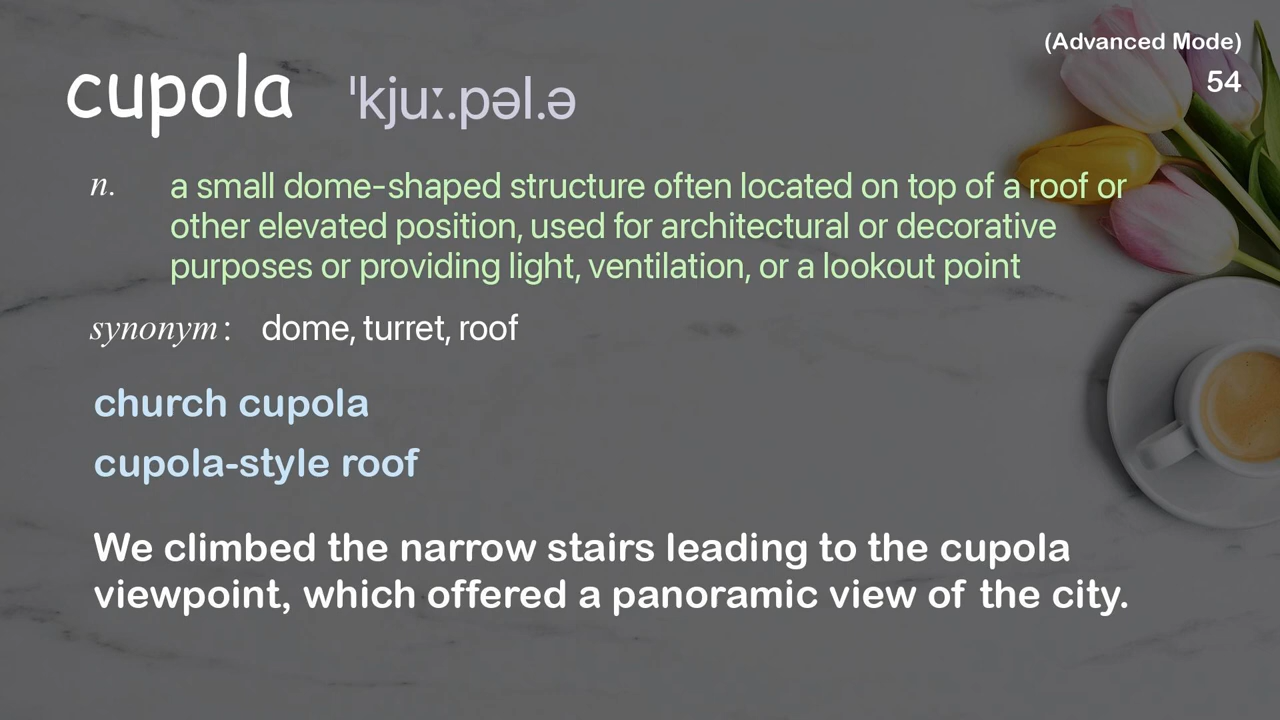 (Advanced Mode)
54
cupola ˈkjuː.pəl.ə
n. a small dome-shaped structure often located on top of a roof or
other elevated position, used for architectural or decorative
purposes or providing light, ventilation, or a lookout point
synonym: dome, turret, roof
church cupola
cupola-style roof
We climbed the narrow stairs leading to the cupola
viewpoint, which offered a panoramic view of the city.